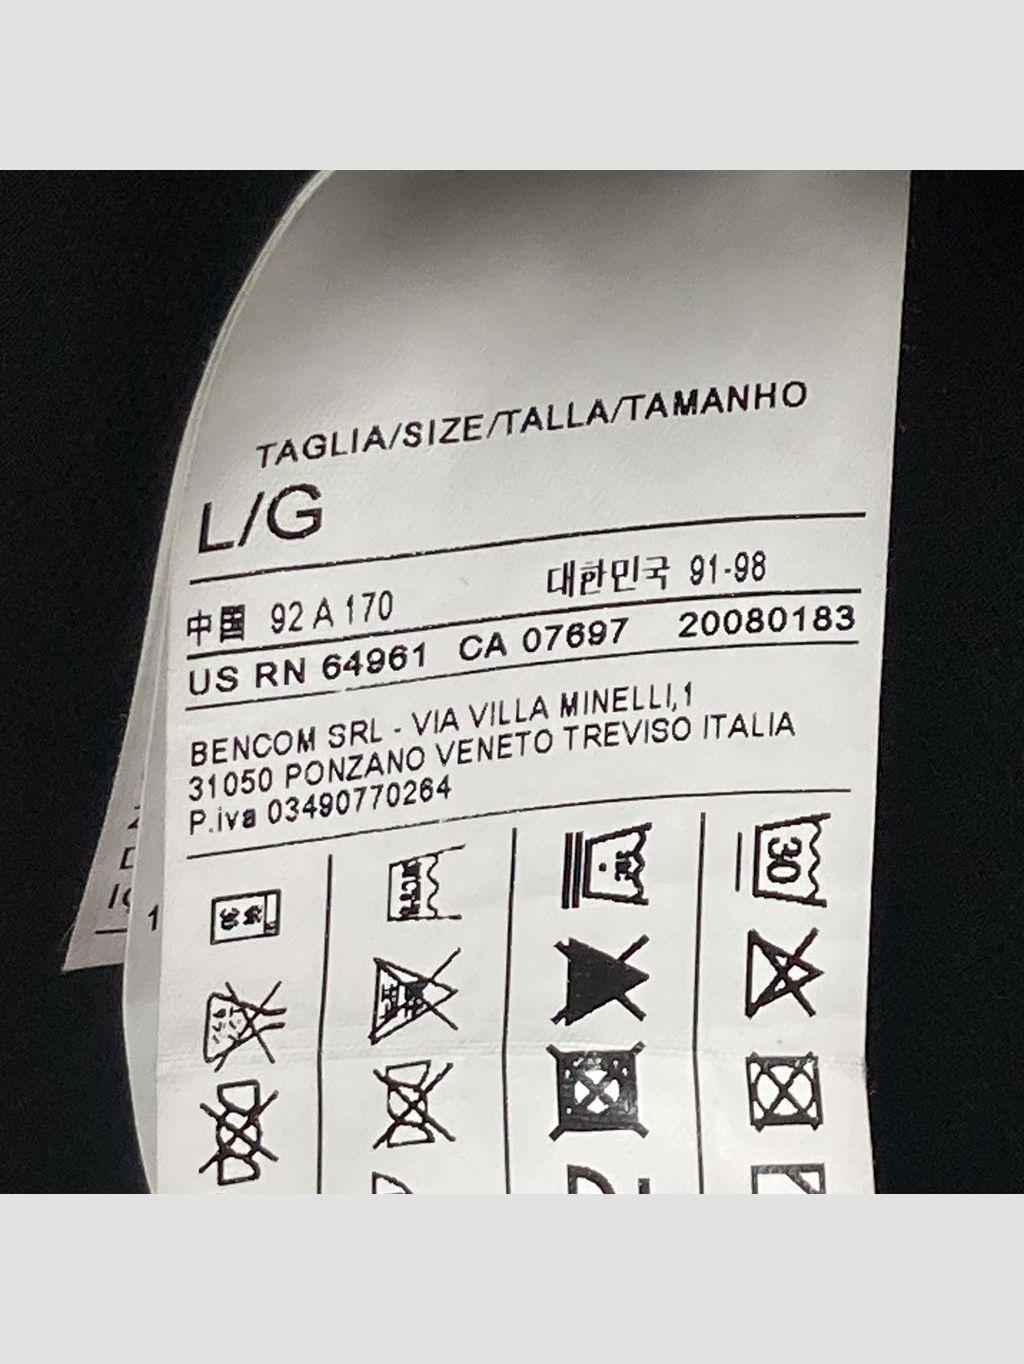 TAGLIA/SIZE/TALLA/TAMANHO
L/G
中国 92 A 170 대한민국 91-98
US RN 64961 CA 07697 20080183
BENCOM SRL - VIA VILLA MINELLI,1
31050 PONZANO VENETO TREVISO ITALIA
P.iva 03490770264
30
1